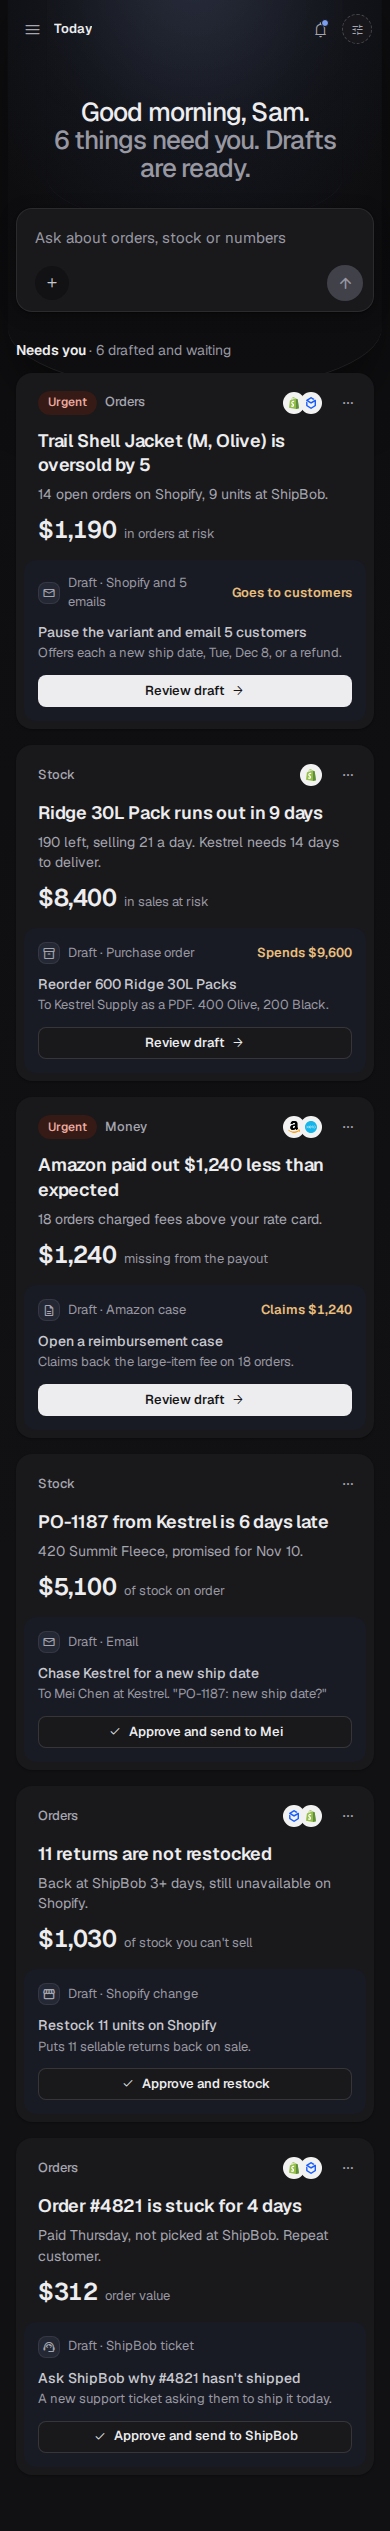 Today
Good morning, Sam.
6 things need you. Drafts
are ready.
Ask about orders, stock or numbers
Needs you · 6 drafted and waiting
Urgent Orders
Trail Shell Jacket (M, Olive) is
oversold by 5
14 open orders on Shopify, 9 units at ShipBob.
$1,190 in orders at risk
Draft · Shopify and 5
emails
Goes to customers
Pause the variant and email 5 customers
Offers each a new ship date, Tue, Dec 8, or a refund.
Review draft →
Stock
Ridge 30L Pack runs out in 9 days
190 left, selling 21 a day. Kestrel needs 14 days
to deliver.
$8,400 in sales at risk
Draft · Purchase order Spends $9,600
Reorder 600 Ridge 30L Packs
To Kestrel Supply as a PDF. 400 Olive, 200 Black.
Review draft →
Urgent Money
Amazon paid out $1,240 less than
expected
18 orders charged fees above your rate card.
$1,240 missing from the payout
Draft · Amazon case Claims $1,240
Open a reimbursement case
Claims back the large-item fee on 18 orders.
Review draft →
Stock
PO-1187 from Kestrel is 6 days late
420 Summit Fleece, promised for Nov 10.
$5,100 of stock on order
Draft · Email
Chase Kestrel for a new ship date
To Mei Chen at Kestrel. "PO-1187: new ship date?"
Approve and send to Mei
Orders
11 returns are not restocked
Back at ShipBob 3+ days, still unavailable on
Shopify.
$1,030 of stock you can't sell
Draft · Shopify change
Restock 11 units on Shopify
Puts 11 sellable returns back on sale.
Approve and restock
Orders
Order #4821 is stuck for 4 days
Paid Thursday, not picked at ShipBob. Repeat
customer.
$312 order value
Draft · ShipBob ticket
Ask ShipBob why #4821 hasn't shipped
A new support ticket asking them to ship it today.
Approve and send to ShipBob